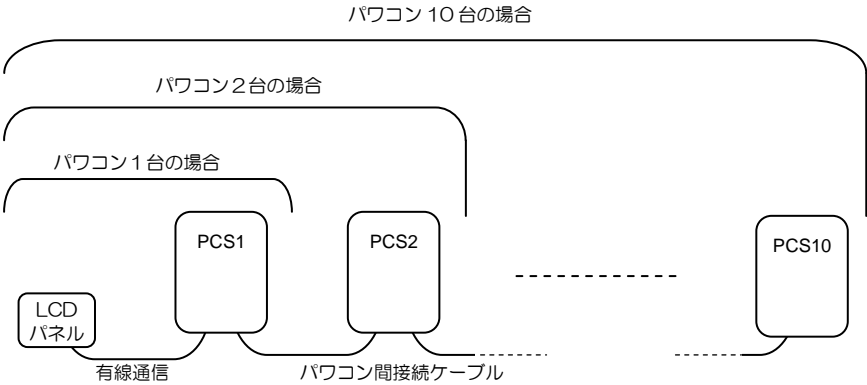 パワコン 10 台の場合
パワコン２台の場合
パワコン１台の場合
PCS1
PCS2
PCS10
LCD
パネル
有線通信
パワコン間接続ケーブル